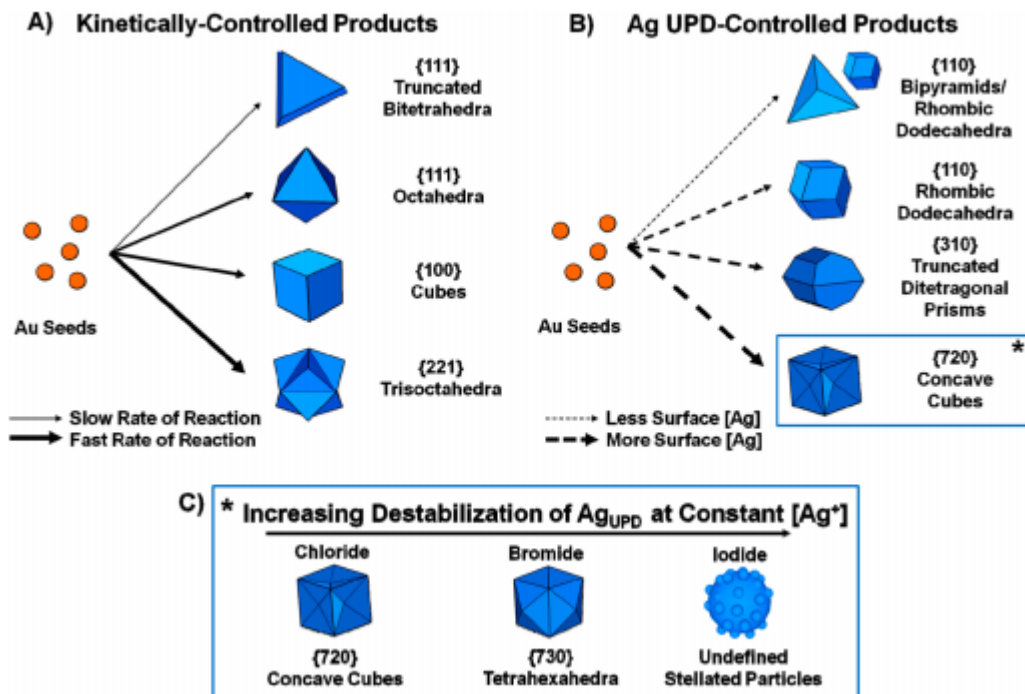 A) Kinetically-Controlled Products
{111}
Truncated
Bitetrahedra
{111}
Octahedra
{100}
Cubes
{221}
Trisoctahedra
Au Seeds
Slow Rate of Reaction
Fast Rate of Reaction
B) Ag UPD-Controlled Products
{110}
Bipyramids/
Rhombic
Dodecahedra
{110}
Rhombic
Dodecahedra
{310}
Truncated
Ditetragonal
Prisms
{720} *
Concave
Cubes
Au Seeds
Less Surface [Ag]
More Surface [Ag]
C) * Increasing Destabilization of Ag_UPD at Constant [Ag⁺]
Chloride Bromide Iodide
{720} {730} Undefined
Concave Cubes Tetrahexahedra Stellated Particles